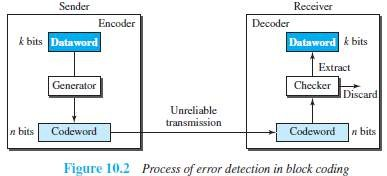 Sender
Receiver
Encoder
Decoder
k bits Dataword
Dataword k bits
Extract
Generator
Checker
Discard
Unreliable
transmission
n bits Codeword
Codeword n bits
Figure 10.2 Process of error detection in block coding